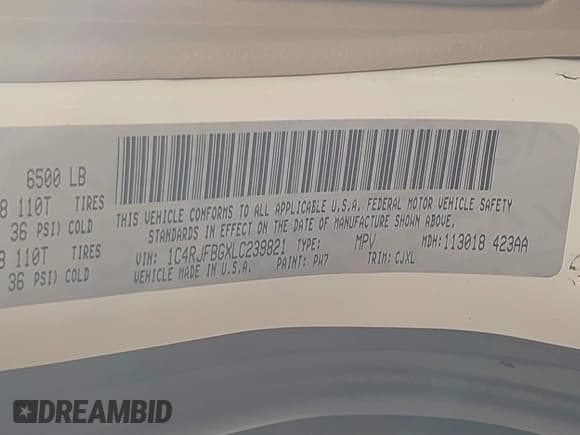 6500 LB
8 110T TIRES
36 PSI) COLD
8 110T TIRES
36 PSI) COLD
THIS VEHICLE CONFORMS TO ALL APPLICABLE U.S.A. FEDERAL MOTOR VEHICLE SAFETY
STANDARDS IN EFFECT ON THE DATE OF MANUFACTURE SHOWN ABOVE.
VIN: 1C4RJFBGXLC239821 TYPE: MPV MDH: 113018 423AA
VEHICLE MADE IN U.S.A. PAINT: PW7 TRIM: CJXL
DREAMBID